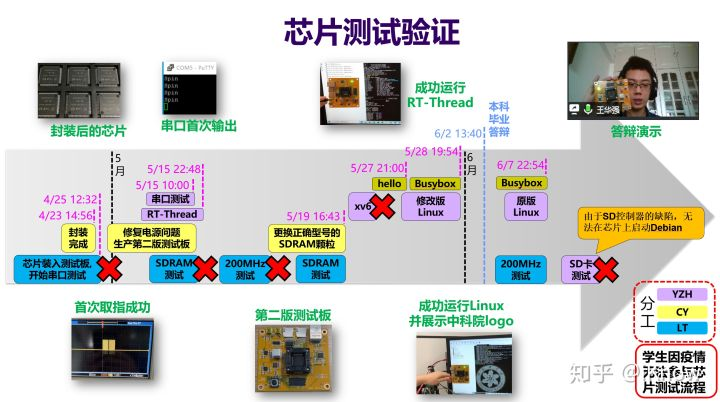 芯片测试验证
COM5 - PuTTY
Spin
Spin
Spin
Spin
封装后的芯片
串口首次输出
成功运行
RT-Thread
本科
毕业
答辩
王华强
答辩演示
6/2 13:40
5月
6月
5/28 19:54
5/27 21:00
6/7 22:54
5/15 22:48
5/15 10:00
4/25 12:32
4/23 14:56
5/19 16:43
hello
Busybox
Busybox
串口测试
RT-Thread
xv6
修改版
Linux
原版
Linux
由于SD控制器的缺陷，无
法在芯片上启动Debian
封装
完成
修复电源问题
生产第二版测试板
更换正确型号的
SDRAM颗粒
芯片装入测试板,
开始串口测试
SDRAM
测试
200MHz
测试
SDRAM
测试
200MHz
测试
SD卡
测试
首次取指成功
第二版测试板
成功运行Linux
并展示中科院logo
分工
YZH
CY
LT
学生因疫情
片测试流程
知乎